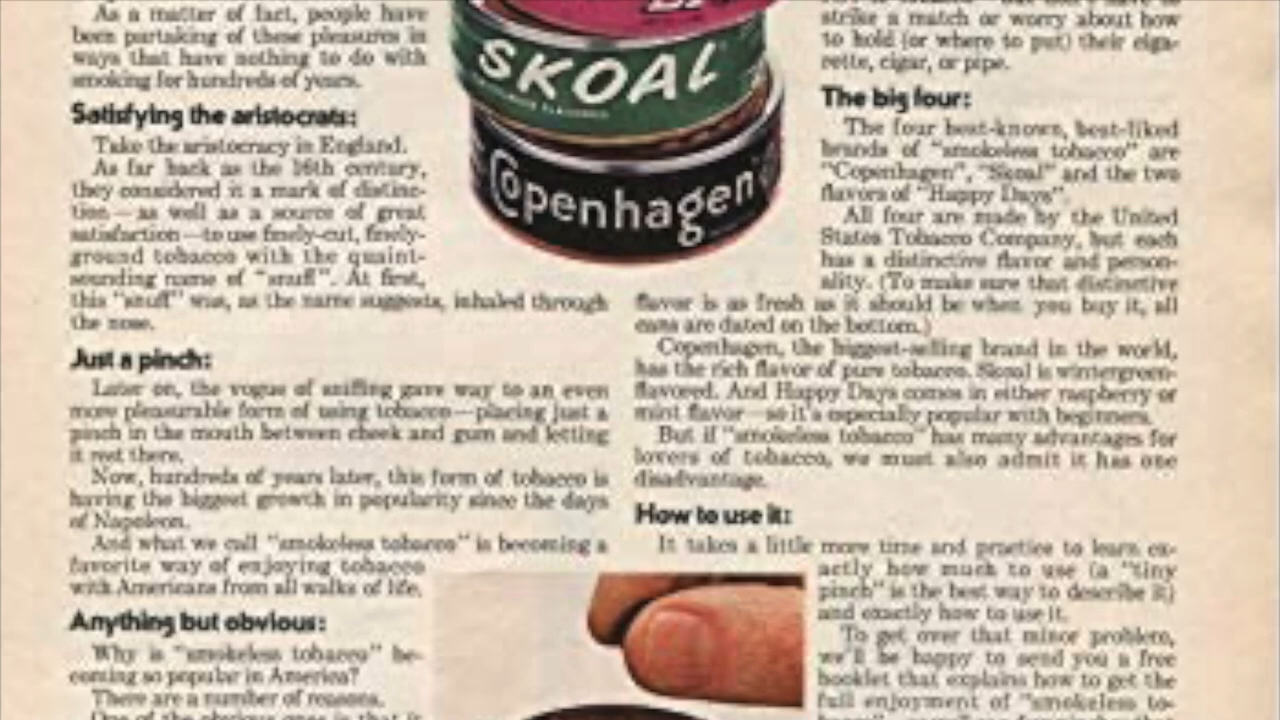 As a matter of fact, people have
been partaking of these pleasures in
ways that have nothing to do with
smoking for hundreds of years.
Satisfying the aristocrats:
Take the aristocracy in England.
As far back as the 16th century,
they considered it a mark of distinc-
tion—as well as a source of great
satisfaction—to use finely-cut, finely-
ground tobacco with the quaint-
sounding name of "snuff". At first,
this "snuff" was, as the name suggests, inhaled through
the nose.
Just a pinch:
Later on, the vogue of sniffing gave way to an even
more pleasurable form of using tobacco—placing just a
pinch in the mouth between cheek and gum and letting
it rest there.
Now, hundreds of years later, this form of tobacco is
having the biggest growth in popularity since the days
of Napoleon.
And what we call "smokeless tobacco" is becoming a
favorite way of enjoying tobacco
with Americans from all walks of life.
Anything but obvious:
Why is "smokeless tobacco" be-
coming so popular in America?
There are a number of reasons.
One of the obvious ones is that it
SKOAL
Copenhagen
strike a match or worry about how
to hold (or where to put) their ciga-
rette, cigar, or pipe.
The big four:
The four best-known, best-liked
brands of "smokeless tobacco" are
"Copenhagen", "Skoal" and the two
flavors of "Happy Days".
All four are made by the United
States Tobacco Company, but each
has a distinctive flavor and person-
ality. (To make sure that distinctive
flavor is as fresh as it should be when you buy it, all
cans are dated on the bottom.)
Copenhagen, the biggest-selling brand in the world,
has the rich flavor of pure tobacco. Skoal is wintergreen-
flavored. And Happy Days comes in either raspberry or
mint flavor—so it's especially popular with beginners.
But if "smokeless tobacco" has many advantages for
lovers of tobacco, we must also admit it has one
disadvantage.
How to use it:
It takes a little more time and practice to learn ex-
actly how much to use (a "tiny
pinch" is the best way to describe it)
and exactly how to use it.
To get over that minor problem,
we'll be happy to send you a free
booklet that explains how to get the
full enjoyment of "smokeless to-